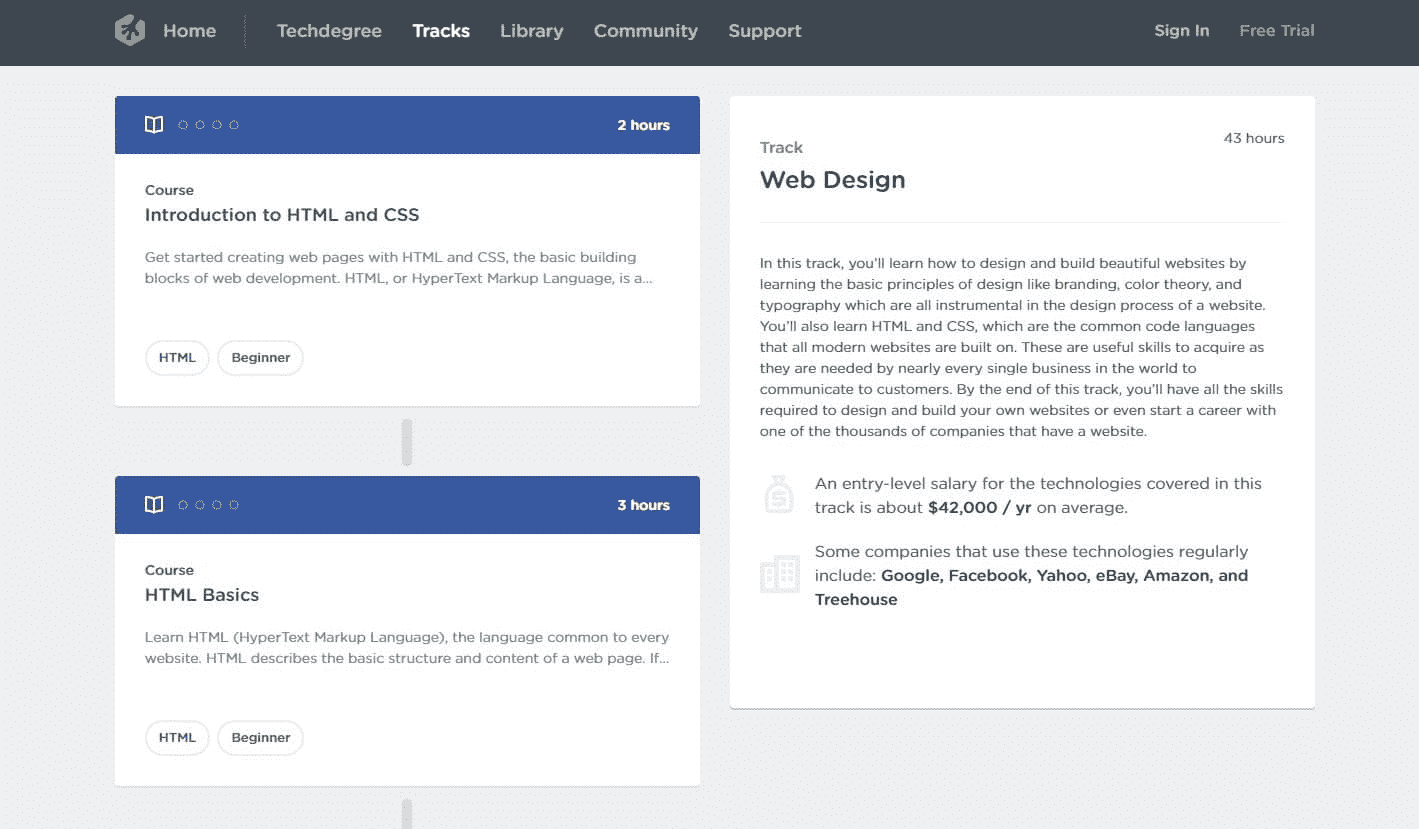 Home
Techdegree
Tracks
Library
Community
Support
Sign In
Free Trial
2 hours
Course
Introduction to HTML and CSS
Get started creating web pages with HTML and CSS, the basic building
blocks of web development. HTML, or HyperText Markup Language, is a...
HTML
Beginner
3 hours
Course
HTML Basics
Learn HTML (HyperText Markup Language), the language common to every
website. HTML describes the basic structure and content of a web page. If...
HTML
Beginner
43 hours
Track
Web Design
In this track, you'll learn how to design and build beautiful websites by
learning the basic principles of design like branding, color theory, and
typography which are all instrumental in the design process of a website.
You'll also learn HTML and CSS, which are the common code languages
that all modern websites are built on. These are useful skills to acquire as
they are needed by nearly every single business in the world to
communicate to customers. By the end of this track, you'll have all the skills
required to design and build your own websites or even start a career with
one of the thousands of companies that have a website.
An entry-level salary for the technologies covered in this
track is about $42,000 / yr on average.
Some companies that use these technologies regularly
include: Google, Facebook, Yahoo, eBay, Amazon, and
Treehouse